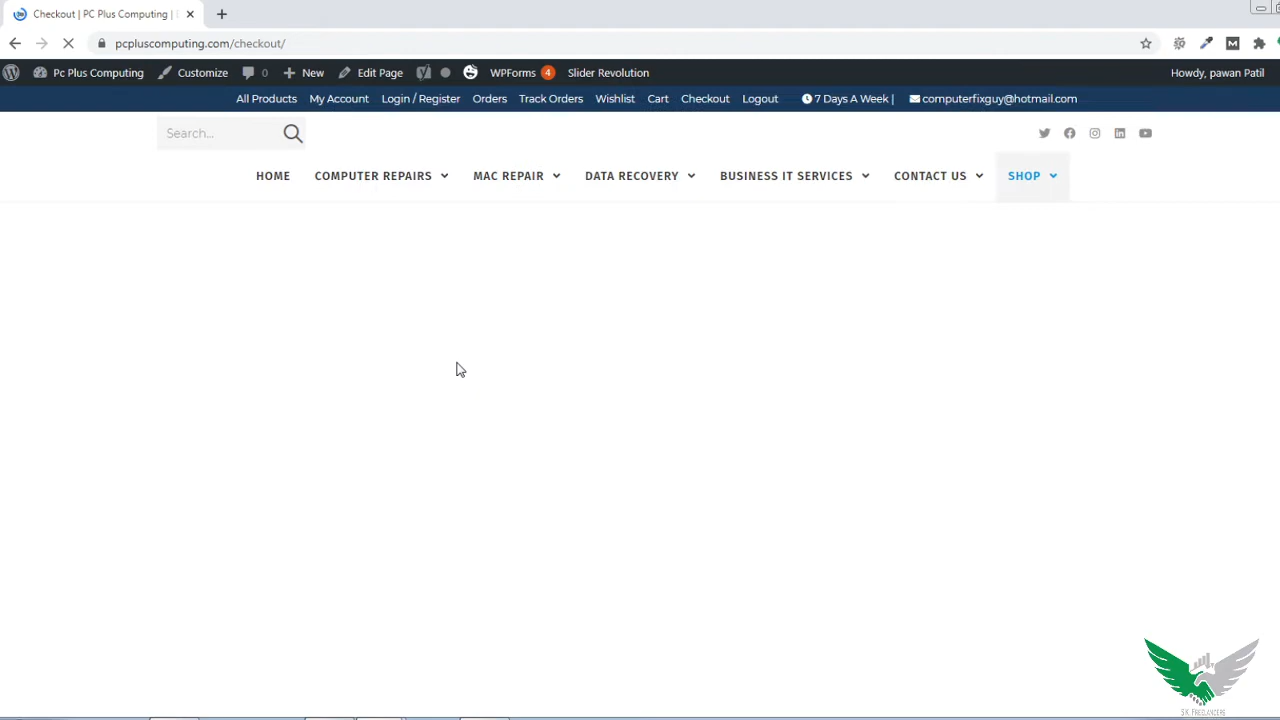 Checkout | PC Plus Computing |
pcpluscomputing.com/checkout/
Pc Plus Computing Customize 0 New Edit Page WPForms 4 Slider Revolution Howdy, pawan Patil
All Products My Account Login / Register Orders Track Orders Wishlist Cart Checkout Logout 7 Days A Week | computerfixguy@hotmail.com
Search...
HOME COMPUTER REPAIRS MAC REPAIR DATA RECOVERY BUSINESS IT SERVICES CONTACT US SHOP
SK FREELANCERS